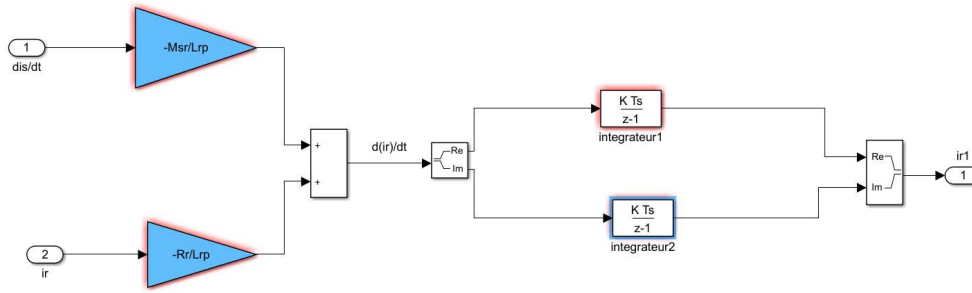 1
dis/dt
-Msr/Lrp
+
+
2
ir
-Rr/Lrp
d(ir)/dt
Re
Im
K Ts
z-1
integrateur1
K Ts
z-1
integrateur2
Re
Im
ir1
1